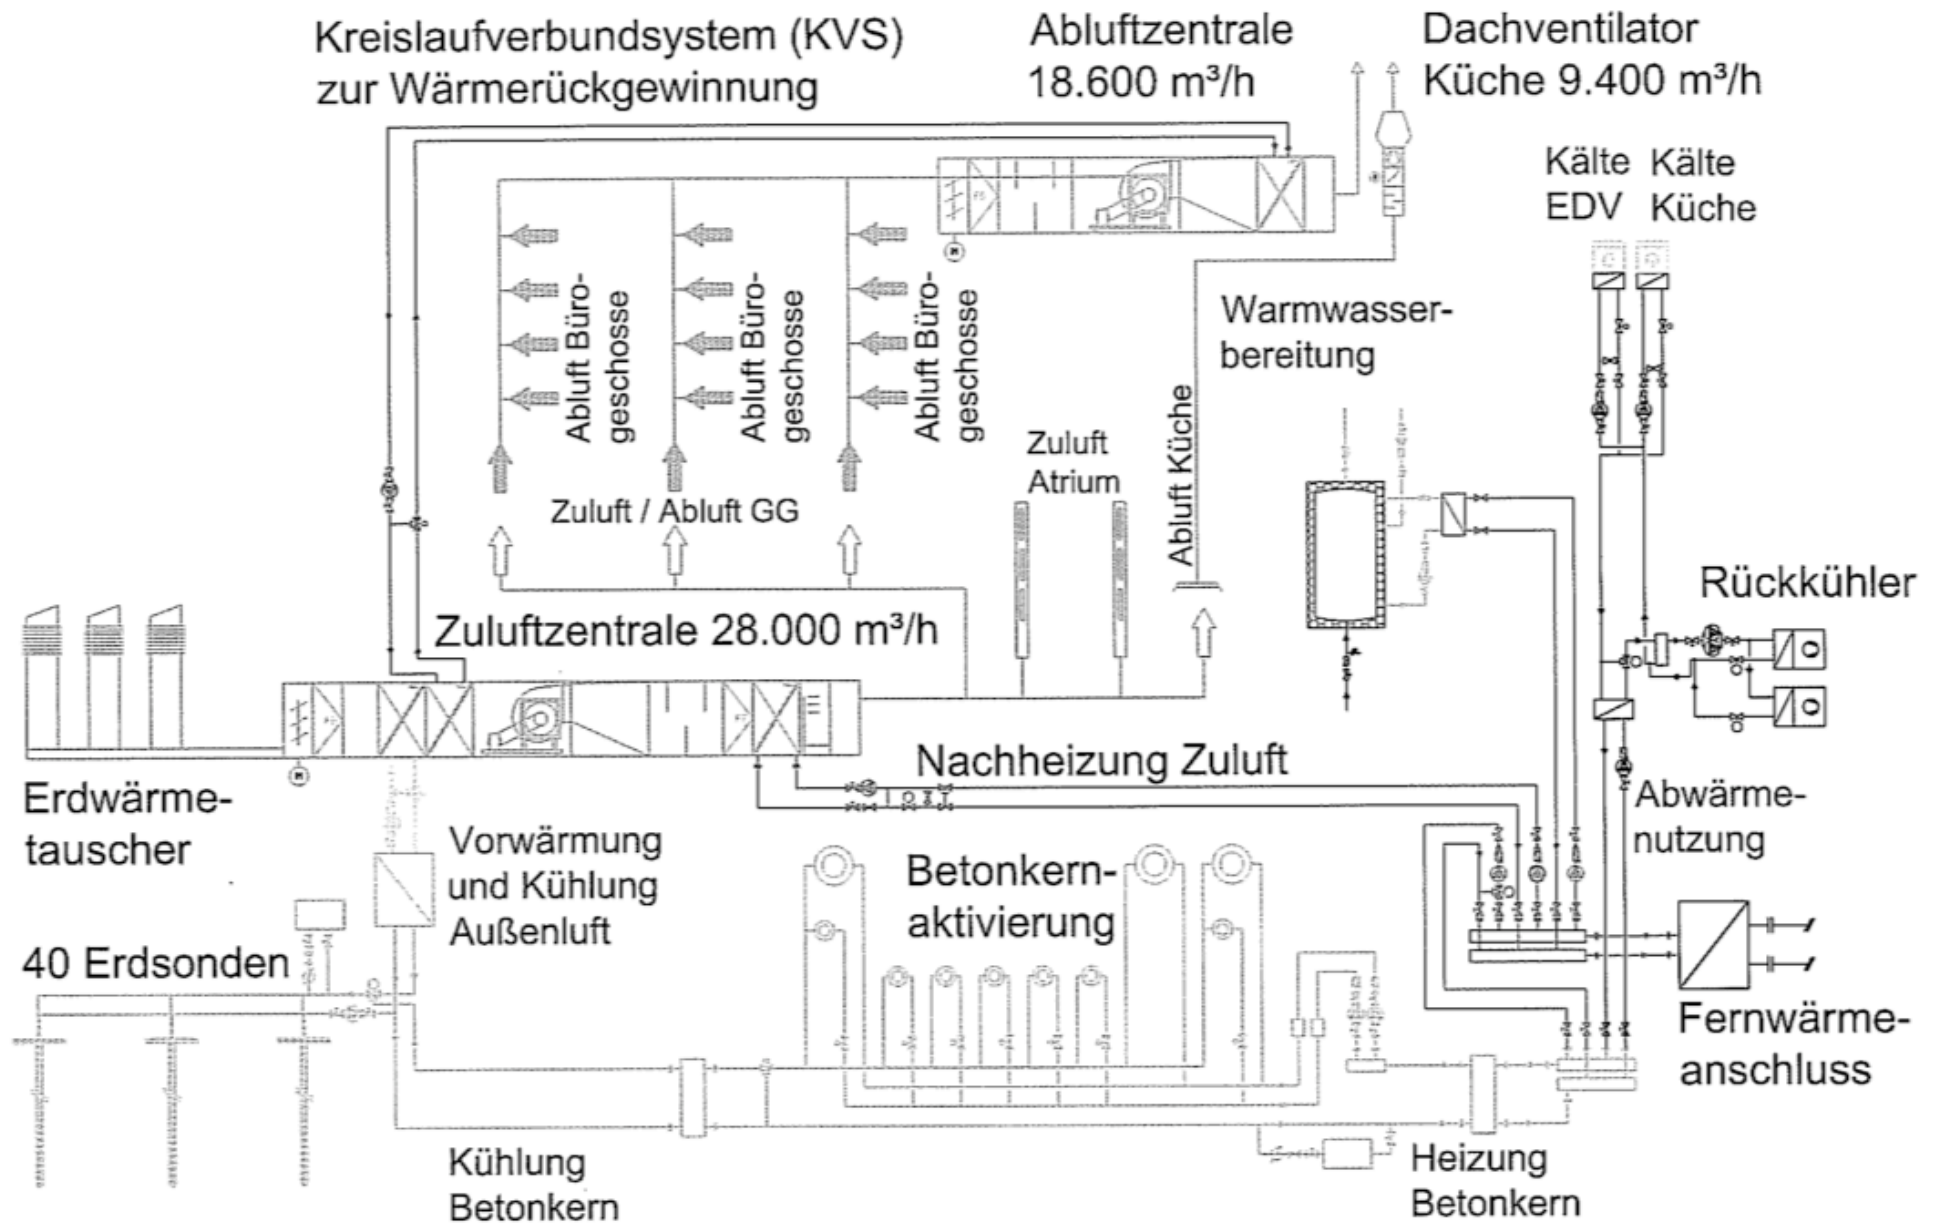 Kreislaufverbundsystem (KVS)
zur Wärmerückgewinnung
Abluftzentrale
18.600 m³/h
Dachventilator
Küche 9.400 m³/h
Kälte
EDV
Kälte
Küche
F5
M
Abluft Büro-
geschosse
Abluft Büro-
geschosse
Abluft Büro-
geschosse
Warmwasser-
bereitung
Zuluft
Atrium
Abluft Küche
Zuluft / Abluft GG
Rückkühler
Zuluftzentrale 28.000 m³/h
F7
M
Nachheizung Zuluft
Erdwärme-
tauscher
Abwärme-
nutzung
Vorwärmung
und Kühlung
Außenluft
Betonkern-
aktivierung
40 Erdsonden
Fernwärme-
anschluss
Kühlung
Betonkern
Heizung
Betonkern